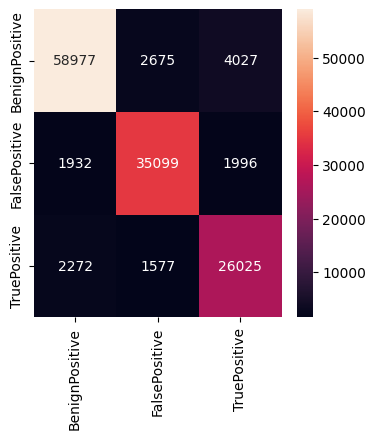 BenignPositive
58977 2675 4027
FalsePositive
1932 35099 1996
TruePositive
2272 1577 26025
BenignPositive
FalsePositive
TruePositive
50000
40000
30000
20000
10000